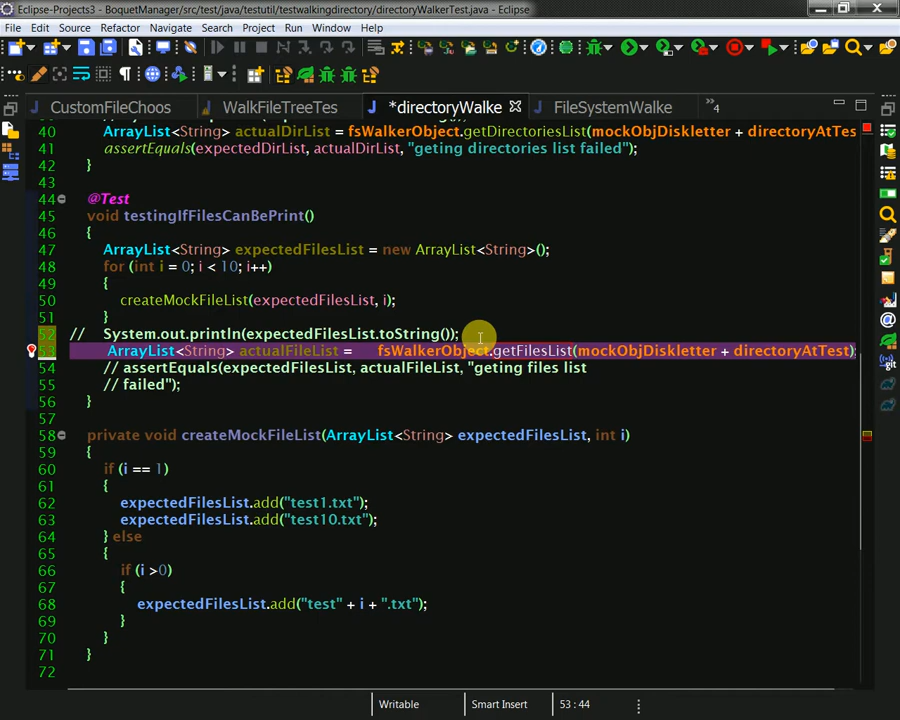 Eclipse-Projects3 - BoquetManager/src/test/java/testutil/testwalkingdirectory/directoryWalkerTest.java - Eclipse
File Edit Source Refactor Navigate Search Project Run Window Help
CustomFileChoos WalkFileTreeTes *directoryWalke FileSystemWalke »4
40 ArrayList<String> actualDirList = fsWalkerObject.getDirectoriesList(mockObjDiskletter + directoryAtTes
41 assertEquals(expectedDirList, actualDirList, "geting directories list failed");
42 }
43
44 @Test
45 void testingIfFilesCanBePrint()
46 {
47 ArrayList<String> expectedFilesList = new ArrayList<String>();
48 for (int i = 0; i < 10; i++)
49 {
50 createMockFileList(expectedFilesList, i);
51 }
52 // System.out.println(expectedFilesList.toString());
53 ArrayList<String> actualFileList = fsWalkerObject.getFilesList(mockObjDiskletter + directoryAtTest);
54 // assertEquals(expectedFilesList, actualFileList, "geting files list
55 // failed");
56 }
57
58 private void createMockFileList(ArrayList<String> expectedFilesList, int i)
59 {
60 if (i == 1)
61 {
62 expectedFilesList.add("test1.txt");
63 expectedFilesList.add("test10.txt");
64 } else
65 {
66 if (i >0)
67 {
68 expectedFilesList.add("test" + i + ".txt");
69 }
70 }
71 }
72
Writable Smart Insert 53 : 44